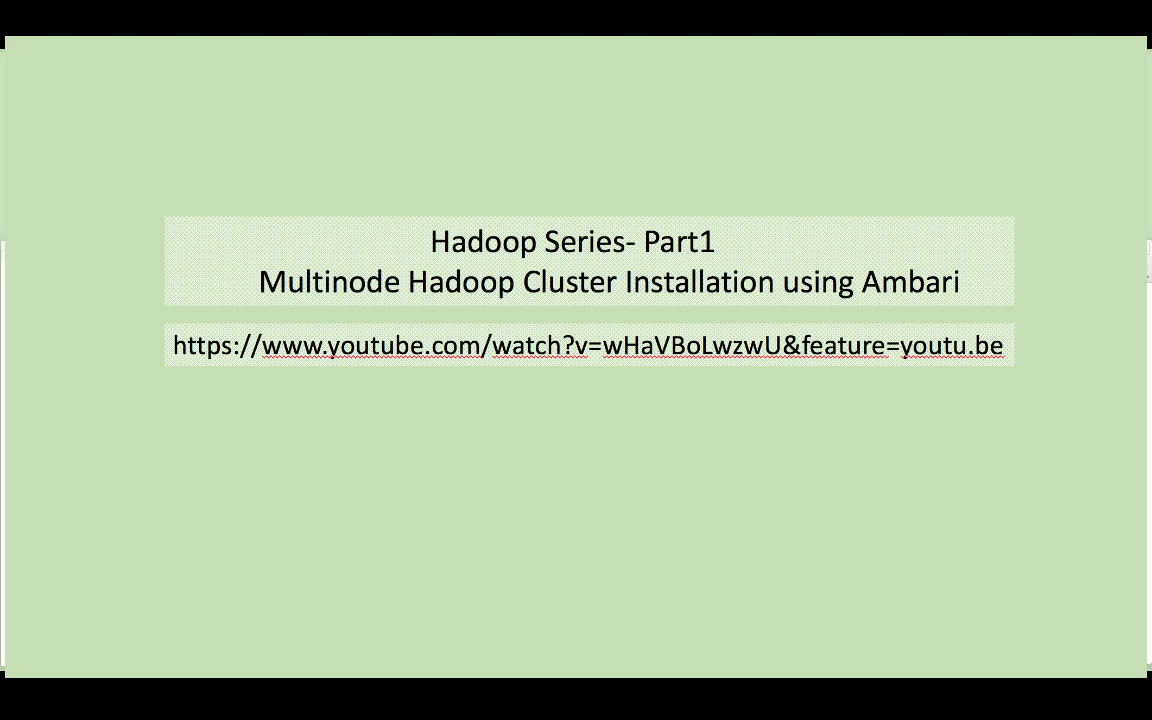 Hadoop Series- Part1
Multinode Hadoop Cluster Installation using Ambari
https://www.youtube.com/watch?v=wHaVBoLwzwU&feature=youtu.be